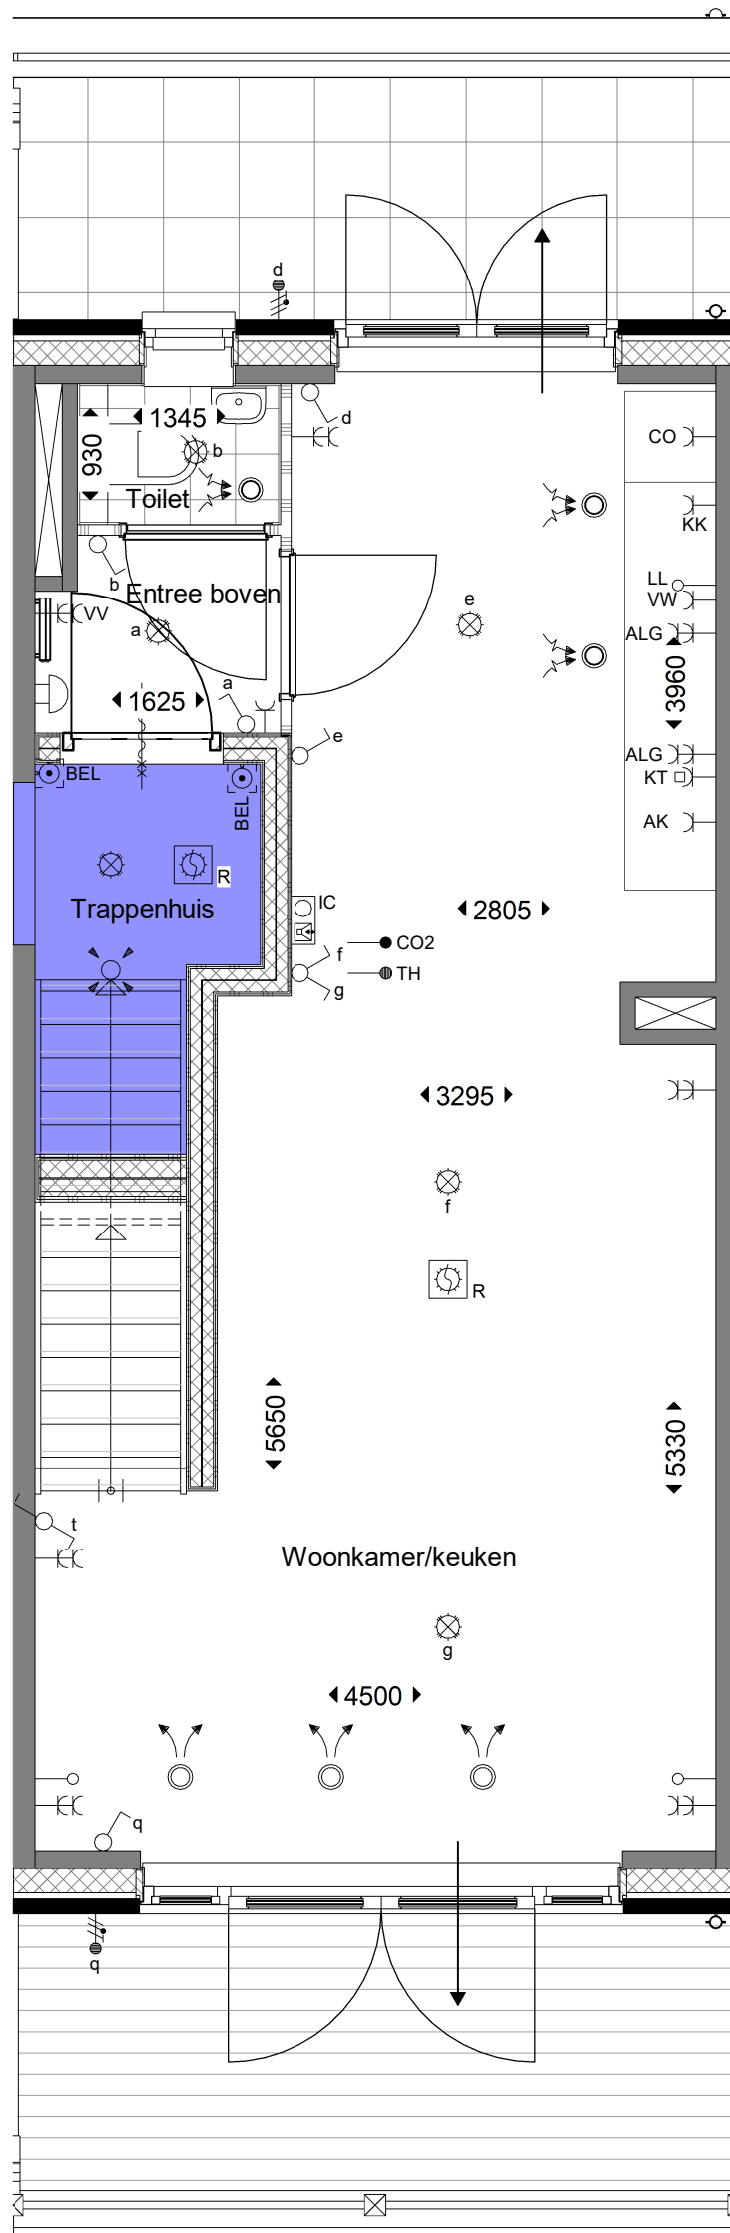 d
1345
930
b
Toilet
d
CO
KK
b
Entree boven
e
LL
VW
VV
a
ALG
3960
a
1625
e
BEL
BEL
ALG
KT
AK
R
Trappenhuis
IC
2805
f
CO2
g
TH
3295
f
R
5650
5330
t
Woonkamer/keuken
g
4500
q
q